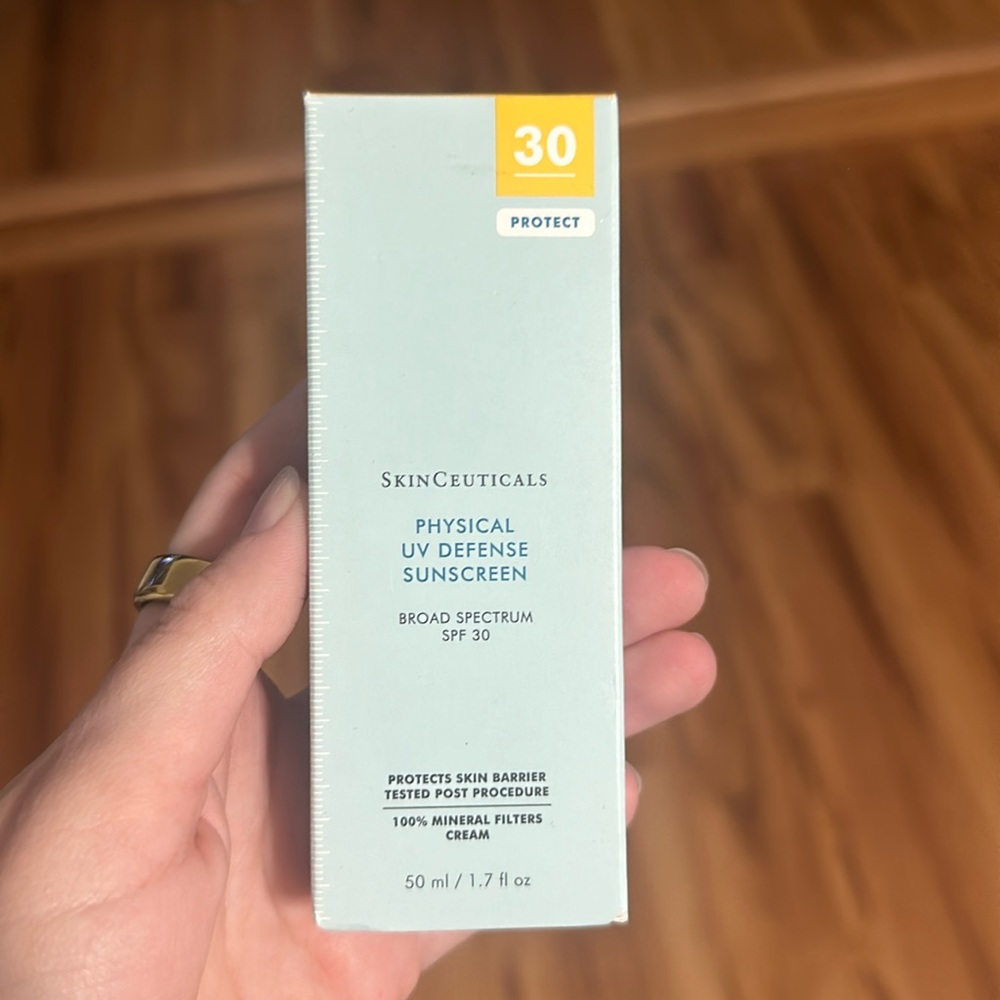 30
PROTECT
SKINCEUTICALS
PHYSICAL
UV DEFENSE
SUNSCREEN
BROAD SPECTRUM
SPF 30
PROTECTS SKIN BARRIER
TESTED POST PROCEDURE
100% MINERAL FILTERS
CREAM
50 ml / 1.7 fl oz